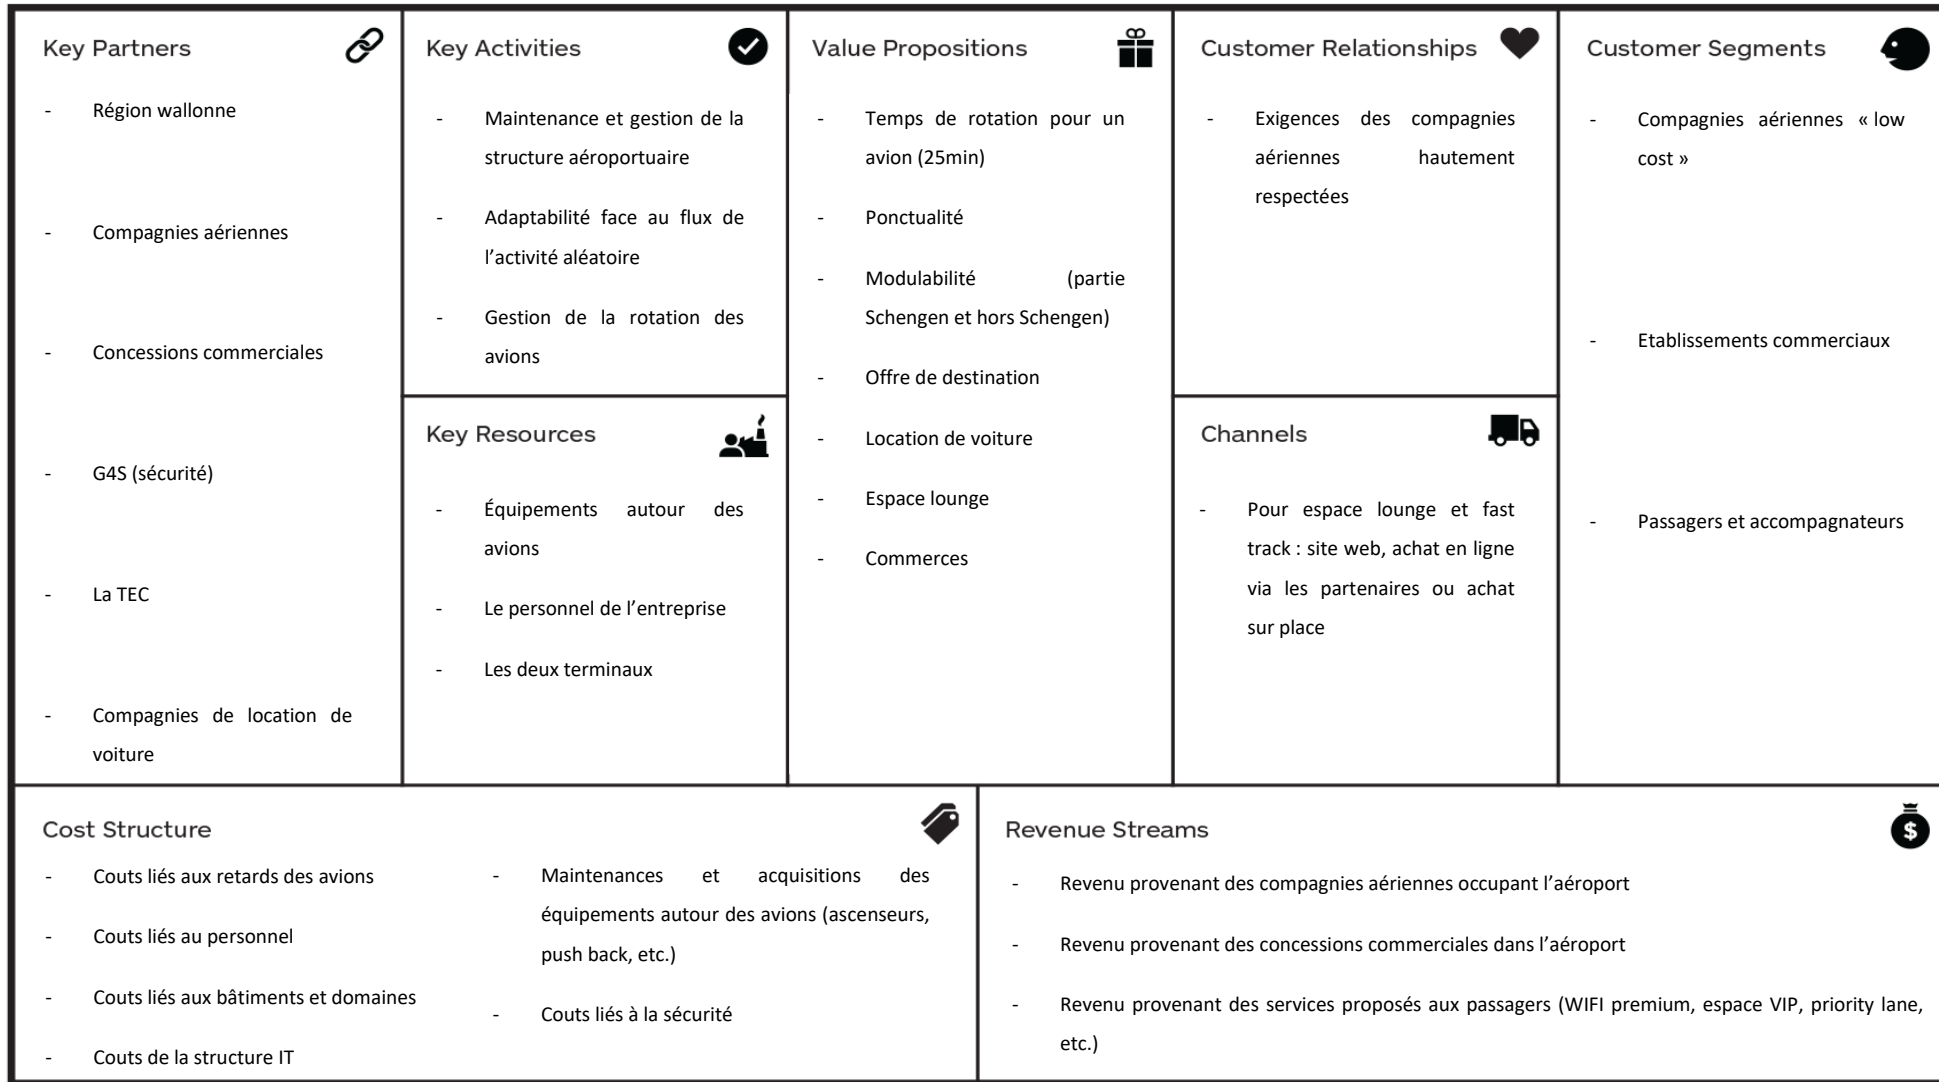 Key Partners
- Région wallonne
- Compagnies aériennes
- Concessions commerciales
- G4S (sécurité)
- La TEC
- Compagnies de location de
voiture
Key Activities
- Maintenance et gestion de la
structure aéroportuaire
- Adaptabilité face au flux de
l’activité aléatoire
- Gestion de la rotation des
avions
Key Resources
- Équipements autour des
avions
- Le personnel de l’entreprise
- Les deux terminaux
Value Propositions
- Temps de rotation pour un
avion (25min)
- Ponctualité
- Modulabilité (partie
Schengen et hors Schengen)
- Offre de destination
- Location de voiture
- Espace lounge
- Commerces
Customer Relationships
- Exigences des compagnies
aériennes hautement
respectées
Channels
- Pour espace lounge et fast
track : site web, achat en ligne
via les partenaires ou achat
sur place
Customer Segments
- Compagnies aériennes « low
cost »
- Etablissements commerciaux
- Passagers et accompagnateurs
Cost Structure
- Couts liés aux retards des avions
- Couts liés au personnel
- Couts liés aux bâtiments et domaines
- Couts de la structure IT
- Maintenances et acquisitions des
équipements autour des avions (ascenseurs,
push back, etc.)
- Couts liés à la sécurité
Revenue Streams
$
- Revenu provenant des compagnies aériennes occupant l’aéroport
- Revenu provenant des concessions commerciales dans l’aéroport
- Revenu provenant des services proposés aux passagers (WIFI premium, espace VIP, priority lane,
etc.)